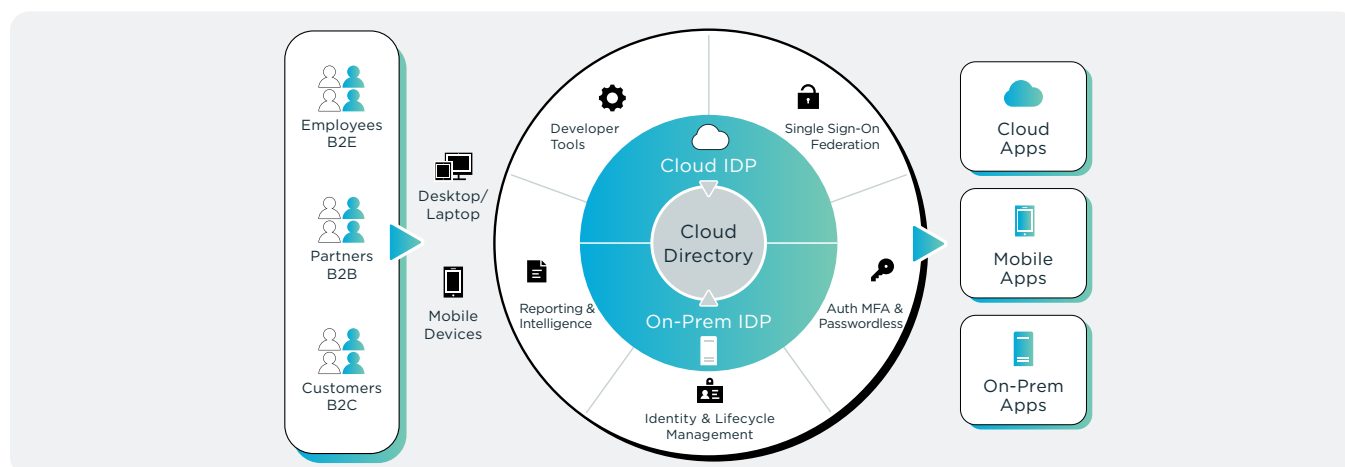 Employees
B2E
Partners
B2B
Customers
B2C
Desktop/
Laptop
Mobile
Devices
Developer
Tools
Single Sign-On
Federation
Cloud IDP
Cloud
Directory
Reporting &
Intelligence
Auth MFA &
Passwordless
On-Prem IDP
Identity & Lifecycle
Management
Cloud
Apps
Mobile
Apps
On-Prem
Apps